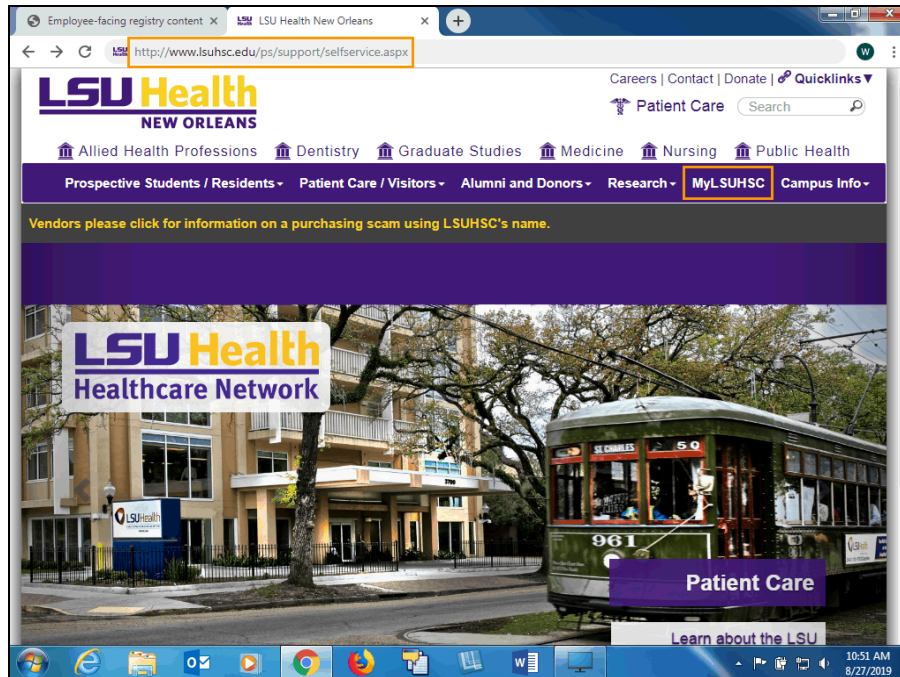 Employee-facing registry content
LSU Health New Orleans
http://www.lsuhsc.edu/ps/support/selfservice.aspx
W
LSU Health
NEW ORLEANS
Careers | Contact | Donate | Quicklinks▼
Patient Care
Search
Allied Health Professions Dentistry Graduate Studies Medicine Nursing Public Health
Prospective Students / Residents Patient Care / Visitors Alumni and Donors Research MyLSUHSC Campus Info
Vendors please click for information on a purchasing scam using LSUHSC's name.
LSU Health
Healthcare Network
ST. CHARLES 50
2700
LSUHealth
961
Patient Care
Learn about the LSU
10:51 AM
8/27/2019